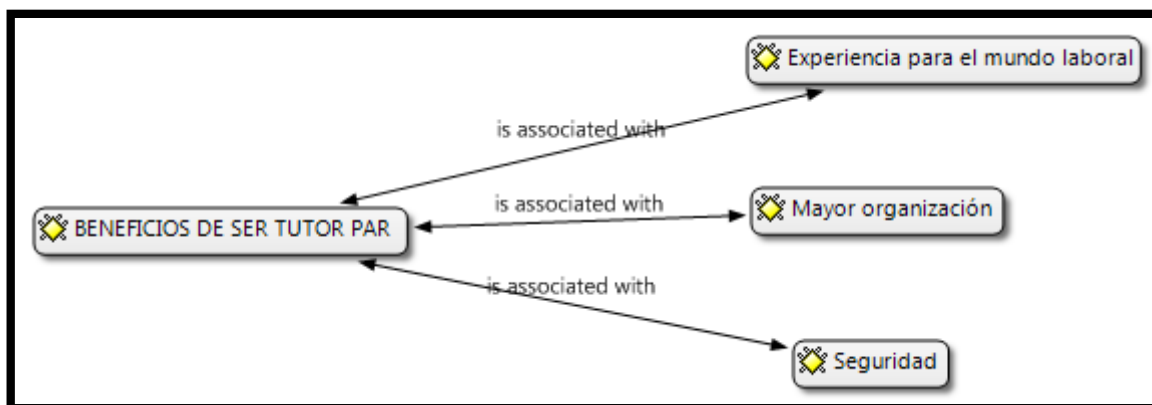 Experiencia para el mundo laboral
is associated with
is associated with
Mayor organización
BENEFICIOS DE SER TUTOR PAR
is associated with
Seguridad